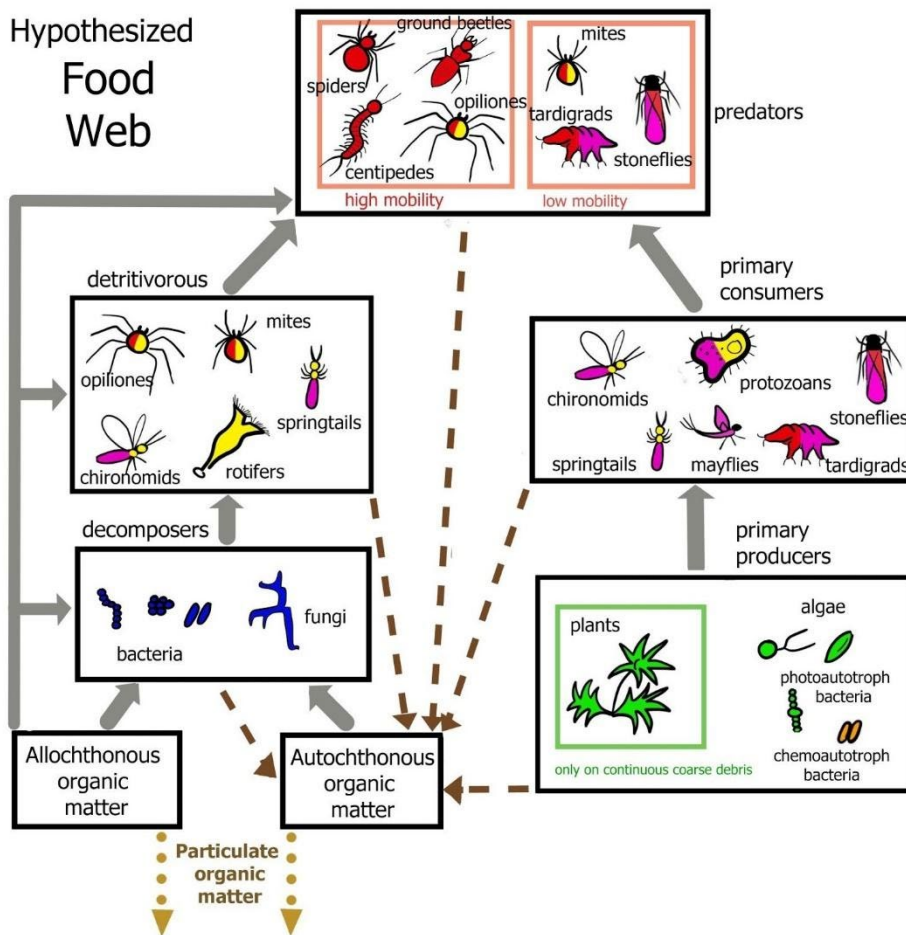 Hypothesized
Food
Web
ground beetles
spiders
opiliones
centipedes
high mobility
mites
tardigrads
stoneflies
low mobility
predators
detritivorous
opiliones
mites
springtails
chironomids
rotifers
primary
consumers
chironomids
protozoans
stoneflies
springtails
mayflies
tardigrads
decomposers
bacteria
fungi
primary
producers
plants
only on continuous coarse debris
algae
photoautotroph
bacteria
chemoautotroph
bacteria
Allochthonous
organic
matter
Autochthonous
organic
matter
Particulate
organic
matter